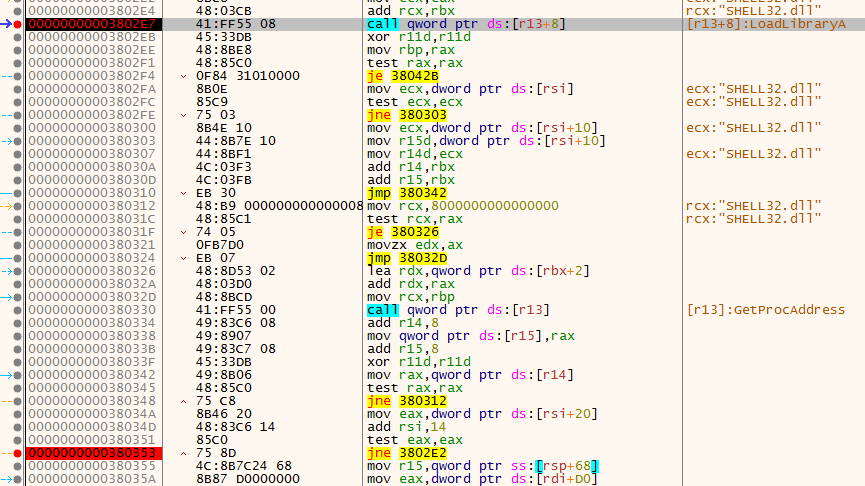 00000000003802E4 48:03CB add rcx,rbx rcx:"SHELL32.dll"
00000000003802E7 41:FF55 08 call qword ptr ds:[r13+8] [r13+8]:LoadLibraryA
00000000003802EB 45:33DB xor r11d,r11d
00000000003802EE 48:8BE8 mov rbp,rax
00000000003802F1 48:85C0 test rax,rax
00000000003802F4 0F84 31010000 je 38042B
00000000003802FA 8B0E mov ecx,dword ptr ds:[rsi] ecx:"SHELL32.dll"
00000000003802FC 85C9 test ecx,ecx ecx:"SHELL32.dll"
00000000003802FE 75 03 jne 380303
0000000000380300 8B4E 10 mov ecx,dword ptr ds:[rsi+10] ecx:"SHELL32.dll"
0000000000380303 44:8B7E 10 mov r15d,dword ptr ds:[rsi+10]
0000000000380307 44:8BF1 mov r14d,ecx ecx:"SHELL32.dll"
000000000038030A 4C:03F3 add r14,rbx
000000000038030D 4C:03FB add r15,rbx
0000000000380310 EB 30 jmp 380342
0000000000380312 48:B9 0000000000000080 mov rcx,8000000000000000 rcx:"SHELL32.dll"
000000000038031C 48:85C1 test rcx,rax rcx:"SHELL32.dll"
000000000038031F 74 05 je 380326
0000000000380321 0FB7D0 movzx edx,ax
0000000000380324 EB 07 jmp 38032D
0000000000380326 48:8D53 02 lea rdx,qword ptr ds:[rbx+2]
000000000038032A 48:03D0 add rdx,rax
000000000038032D 48:8BCD mov rcx,rbp rcx:"SHELL32.dll"
0000000000380330 41:FF55 00 call qword ptr ds:[r13] [r13]:GetProcAddress
0000000000380334 49:83C6 08 add r14,8
0000000000380338 49:8907 mov qword ptr ds:[r15],rax
000000000038033B 49:83C7 08 add r15,8
000000000038033F 45:33DB xor r11d,r11d
0000000000380342 49:8B06 mov rax,qword ptr ds:[r14]
0000000000380345 48:85C0 test rax,rax
0000000000380348 75 C8 jne 380312
000000000038034A 8B46 20 mov eax,dword ptr ds:[rsi+20]
000000000038034D 48:83C6 14 add rsi,14
0000000000380351 85C0 test eax,eax
0000000000380353 75 8D jne 3802E2
0000000000380355 4C:8B7C24 68 mov r15,qword ptr ss:[rsp+68]
000000000038035A 8B87 D0000000 mov eax,dword ptr ds:[rdi+D0]